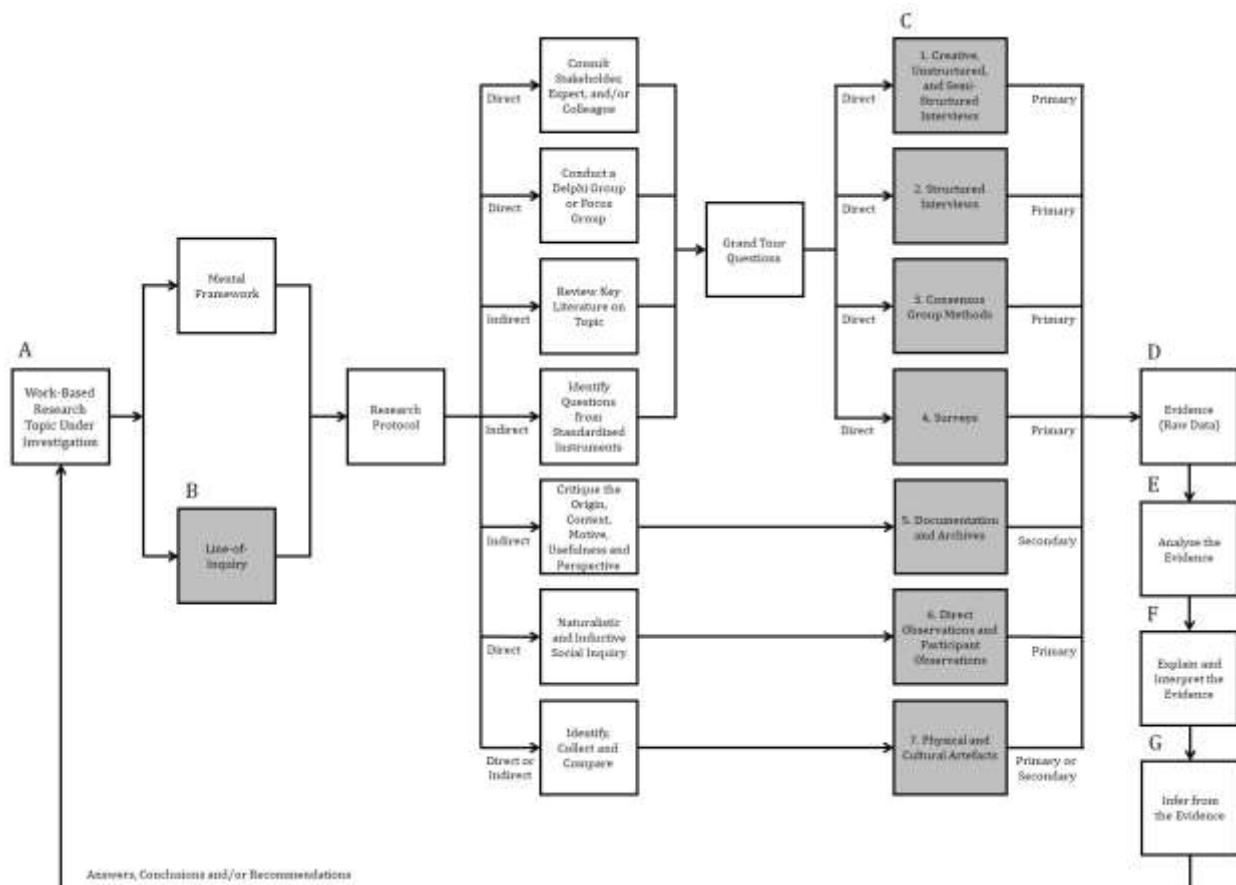 A
Work-Based
Research
Topic Under
Investigation
Mental
Framework
B
Line-of-
Inquiry
Research
Protocol
Direct
Consult
Stakeholder,
Expert, and/or
Colleague
Direct
Conduct a
Delphi Group
or Focus
Group
Indirect
Review Key
Literature on
Topic
Indirect
Identify
Questions
from
Standardised
Instruments
Indirect
Critique the
Origin,
Context,
Motive,
Usefulness and
Perspective
Direct
Naturalistic
and Inductive
Social Inquiry
Direct or
Indirect
Identify,
Collect and
Compare
Grand Tour
Questions
C
Direct
1. Creative,
Unstructured,
and Semi-
Structured
Interviews
Primary
Direct
2. Structured
Interviews
Primary
Direct
3. Consensus
Group Methods
Primary
Direct
4. Surveys
Primary
5. Documentation
and Archives
Secondary
6. Direct
Observations and
Participant
Observations
Primary
7. Physical and
Cultural Artefacts
Primary or
Secondary
D
Evidence
(Raw Data)
E
Analyse the
Evidence
F
Explain and
Interpret the
Evidence
G
Infer from
the Evidence
Answers, Conclusions and/or Recommendations